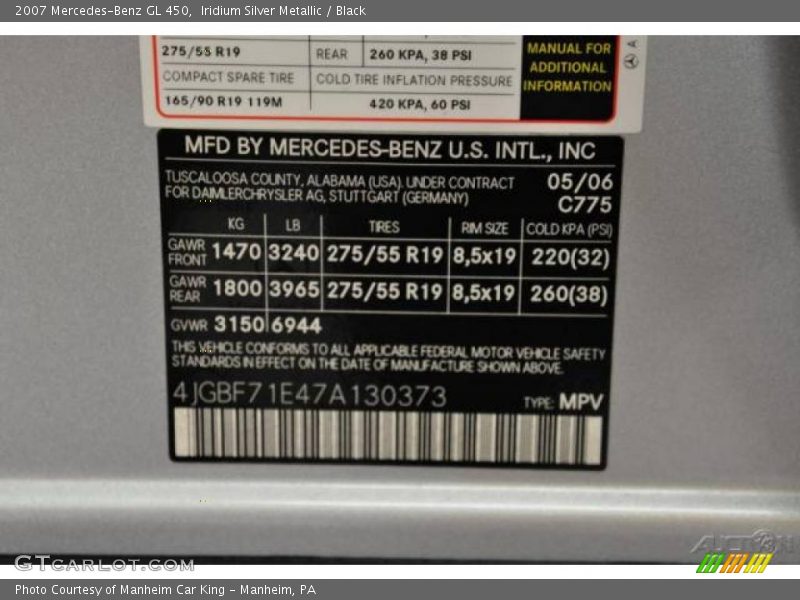 2007 Mercedes-Benz GL 450,  Iridium Silver Metallic / Black
275/55 R19 REAR 260 KPA, 38 PSI
COMPACT SPARE TIRE COLD TIRE INFLATION PRESSURE
165/90 R19 119M 420 KPA, 60 PSI
MANUAL FOR
ADDITIONAL
INFORMATION
MFD BY MERCEDES-BENZ U.S. INTL., INC
TUSCALOOSA COUNTY, ALABAMA (USA). UNDER CONTRACT 05/06
FOR DAIMLERCHRYSLER AG, STUTTGART (GERMANY) C775
KG LB TIRES RIM SIZE COLD KPA (PSI)
GAWR FRONT 1470 3240 275/55 R19 8,5x19 220(32)
GAWR REAR 1800 3965 275/55 R19 8,5x19 260(38)
GVWR 3150 6944
THIS VEHICLE CONFORMS TO ALL APPLICABLE FEDERAL MOTOR VEHICLE SAFETY
STANDARDS IN EFFECT ON THE DATE OF MANUFACTURE SHOWN ABOVE.
4JGBF71E47A130373 TYPE: MPV
GTCARLOT.COM
Photo Courtesy of Manheim Car King - Manheim, PA